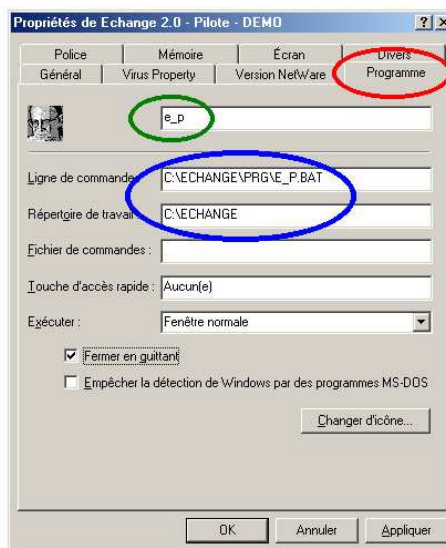 Propriétés de Echange 2.0 - Pilote - DEMO
Police Mémoire Écran Divers
Général Virus Property Version NetWare Programme
e_p
Ligne de commande : C:\ECHANGE\PRG\E_P.BAT
Répertoire de travail : C:\ECHANGE
Fichier de commandes :
Touche d'accès rapide : Aucun(e)
Exécuter : Fenêtre normale
Fermer en quittant
Empêcher la détection de Windows par des programmes MS-DOS
Changer d'icône...
OK Annuler Appliquer